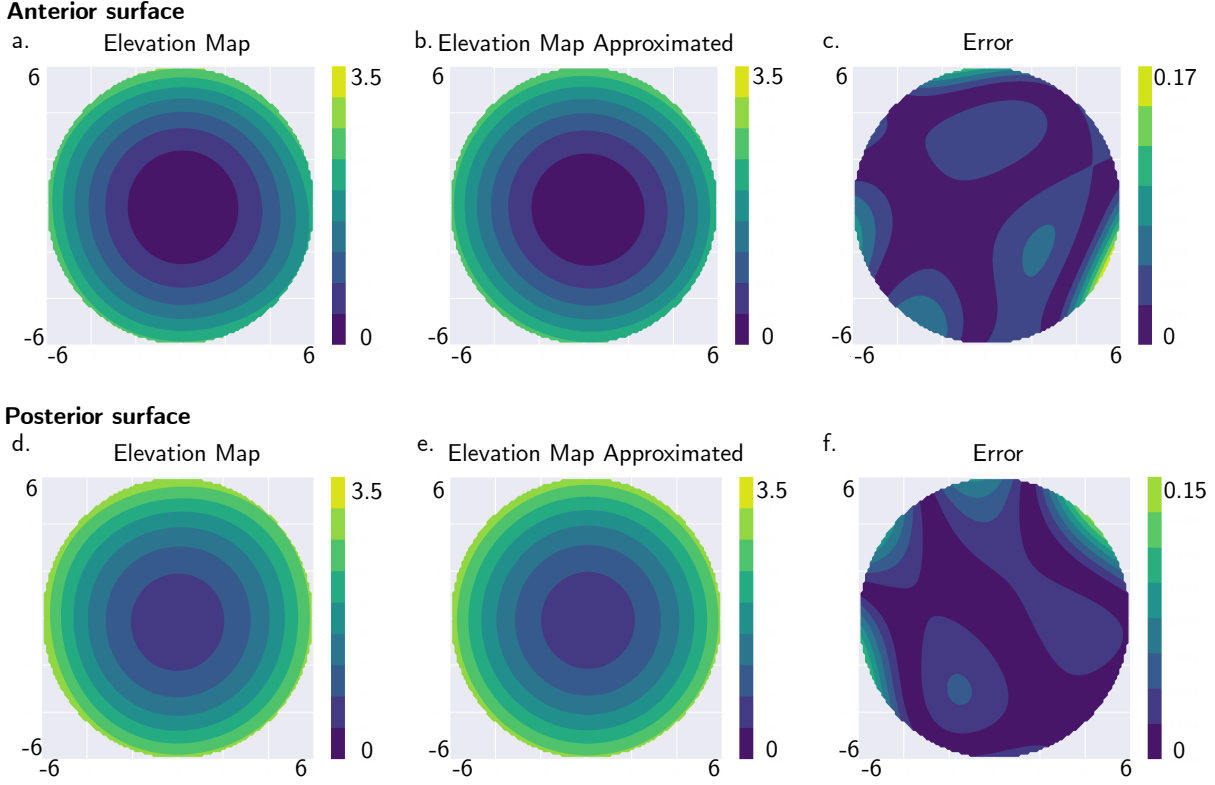 Anterior surface
a. Elevation Map
b. Elevation Map Approximated
c. Error
6 3.5
6 3.5
6 0.17
-6 0
-6 0
-6 0
-6 6
-6 6
-6 6
Posterior surface
d. Elevation Map
e. Elevation Map Approximated
f. Error
6 3.5
6 3.5
6 0.15
-6 0
-6 0
-6 0
-6 6
-6 6
-6 6